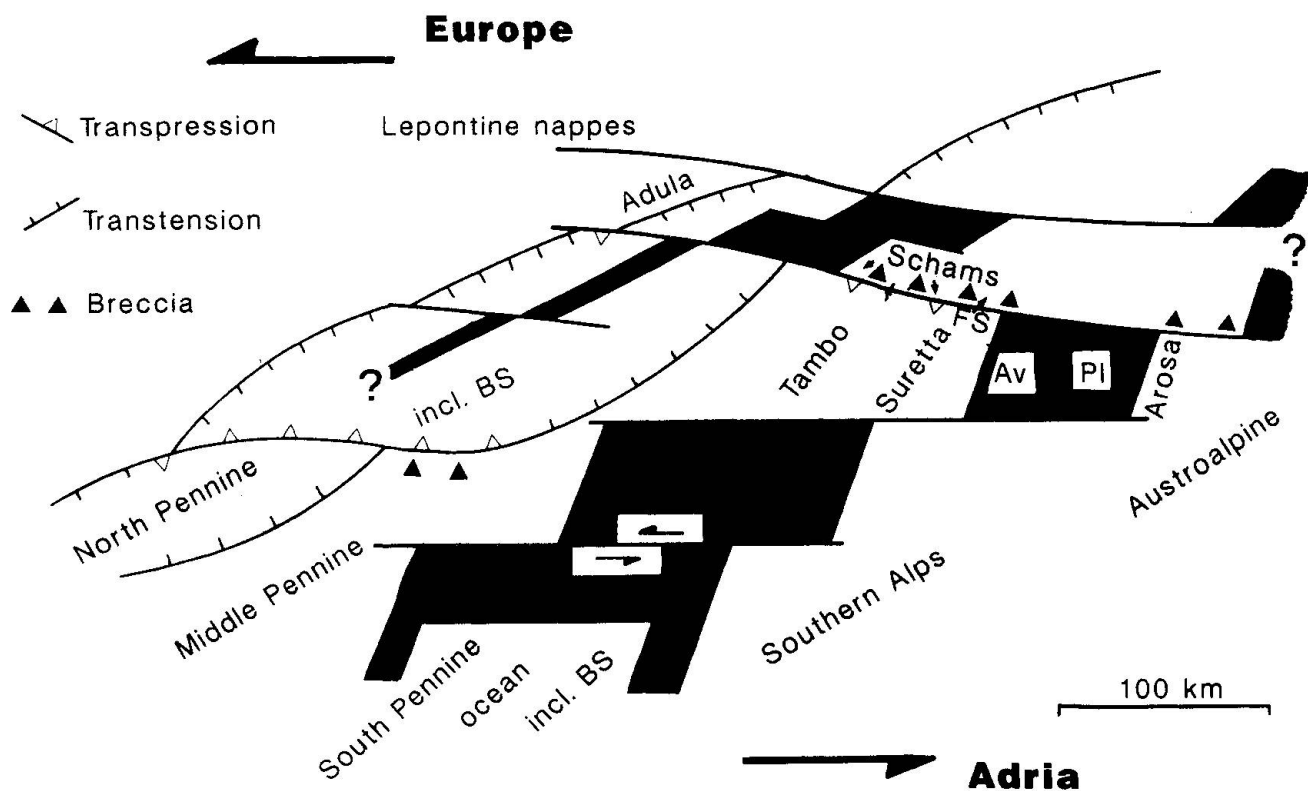 Europe
Transpression
Lepontine nappes
Transtension
Adula
Breccia
?
Schams
?
incl. BS
Tambo
Suretta
FS
Av
Pl
Arosa
North Pennine
Middle Pennine
Austroalpine
Southern Alps
South Pennine
ocean
incl. BS
100 km
Adria